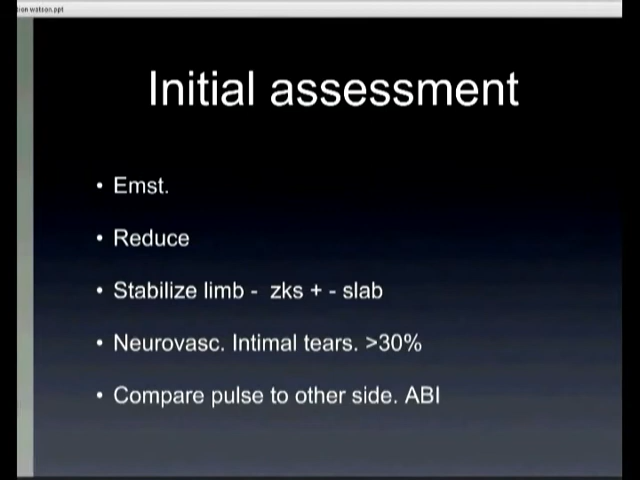 ion watson.ppt
Initial assessment
• Emst.
• Reduce
• Stabilize limb - zks + - slab
• Neurovasc. Intimal tears. >30%
• Compare pulse to other side. ABI